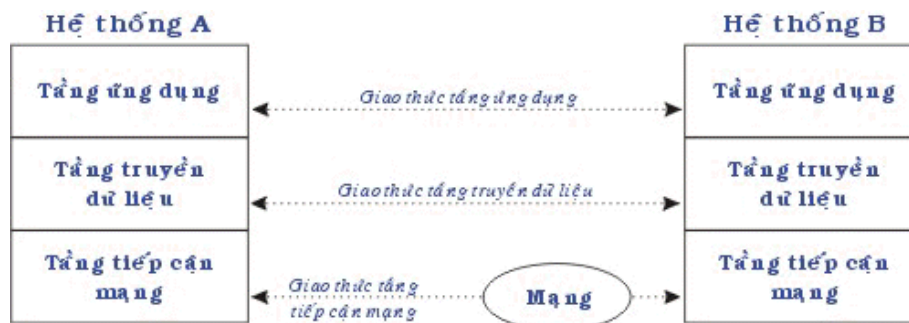 Hệ thống A
Hệ thống B
Tầng ứng dụng
Giao thức tầng ứng dụng
Tầng ứng dụng
Tầng truyền
dữ liệu
Giao thức tầng truyền dữ liệu
Tầng truyền
dữ liệu
Tầng tiếp cận
mạng
Giao thức tầng
tiếp cận mạng
Mạng
Tầng tiếp cận
mạng